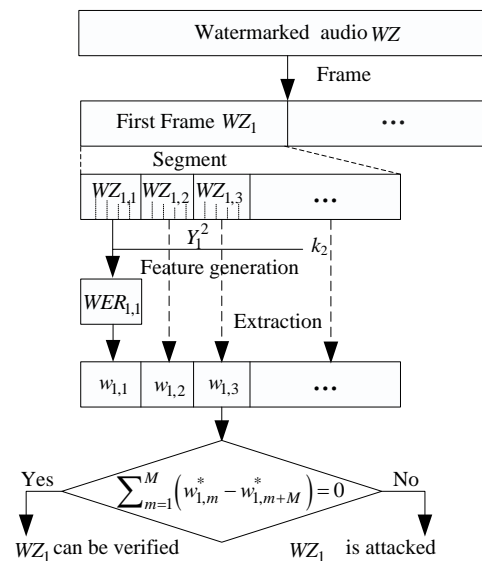 Watermarked audio WZ
Frame
First Frame WZ₁ ...
Segment
WZ₁,₁ WZ₁,₂ WZ₁,₃ ...
Y₁² k₂
Feature generation
WER₁,₁
Extraction
w₁,₁ w₁,₂ w₁,₃ ...
Yes No
∑ᴹₘ₌₁(w*₁,ₘ − w*₁,ₘ₊M) = 0
WZ₁ can be verified WZ₁ is attacked